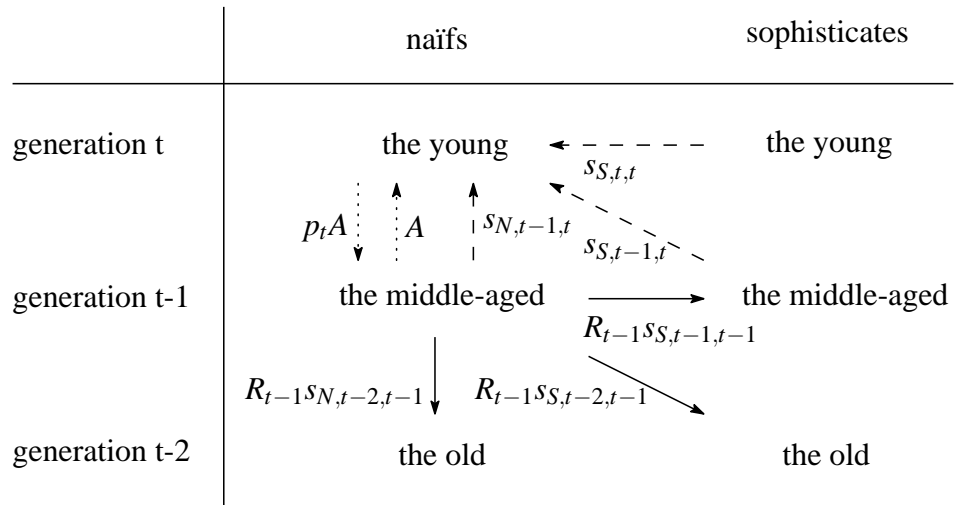 naïfs sophisticates
generation t the young the young
s_{S,t,t}
p_tA A s_{N,t−1,t}
s_{S,t−1,t}
generation t-1 the middle-aged the middle-aged
R_{t−1}s_{S,t−1,t−1}
R_{t−1}s_{N,t−2,t−1} R_{t−1}s_{S,t−2,t−1}
generation t-2 the old the old